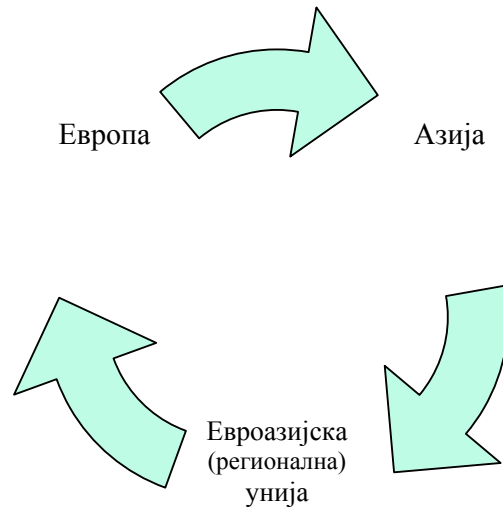 Европа
Азија
Евроазијска
(регионална)
унија